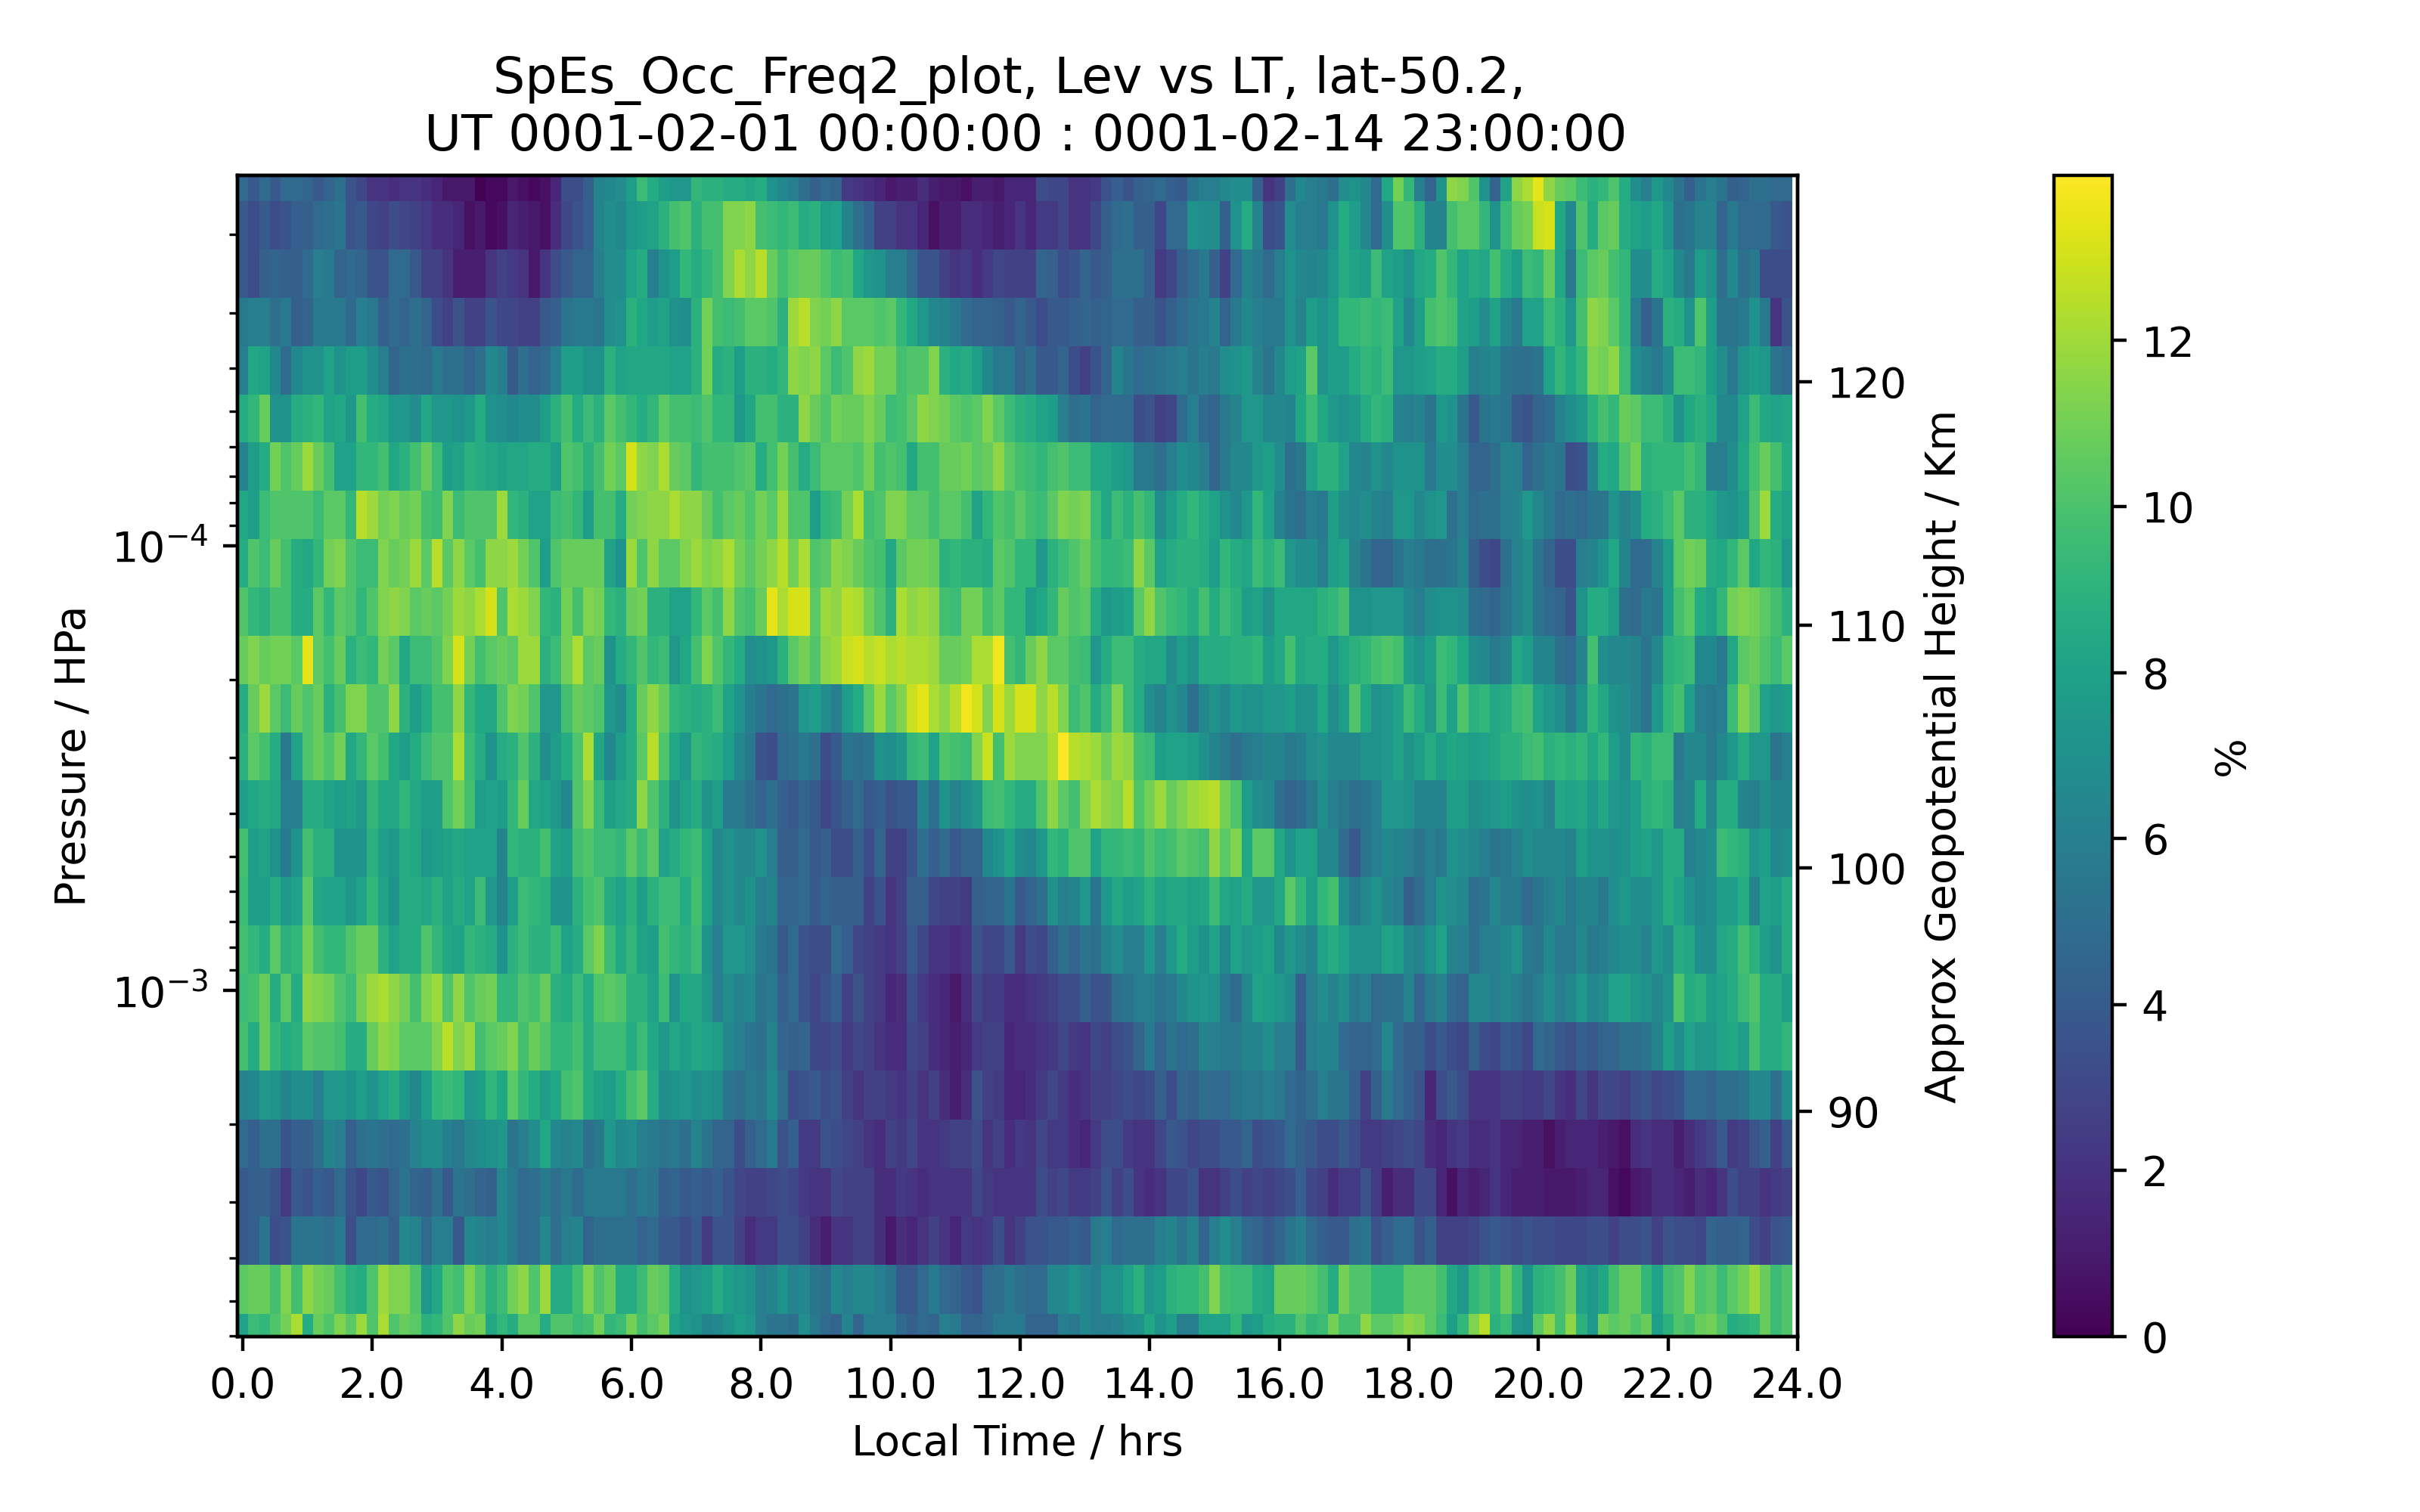 SpEs_Occ_Freq2_plot, Lev vs LT, lat-50.2,
UT 0001-02-01 00:00:00 : 0001-02-14 23:00:00
Pressure / HPa
10−4
10−3
0.0 2.0 4.0 6.0 8.0 10.0 12.0 14.0 16.0 18.0 20.0 22.0 24.0
Local Time / hrs
120
110
100
90
Approx Geopotential Height / Km
12
10
8
6
4
2
0
%